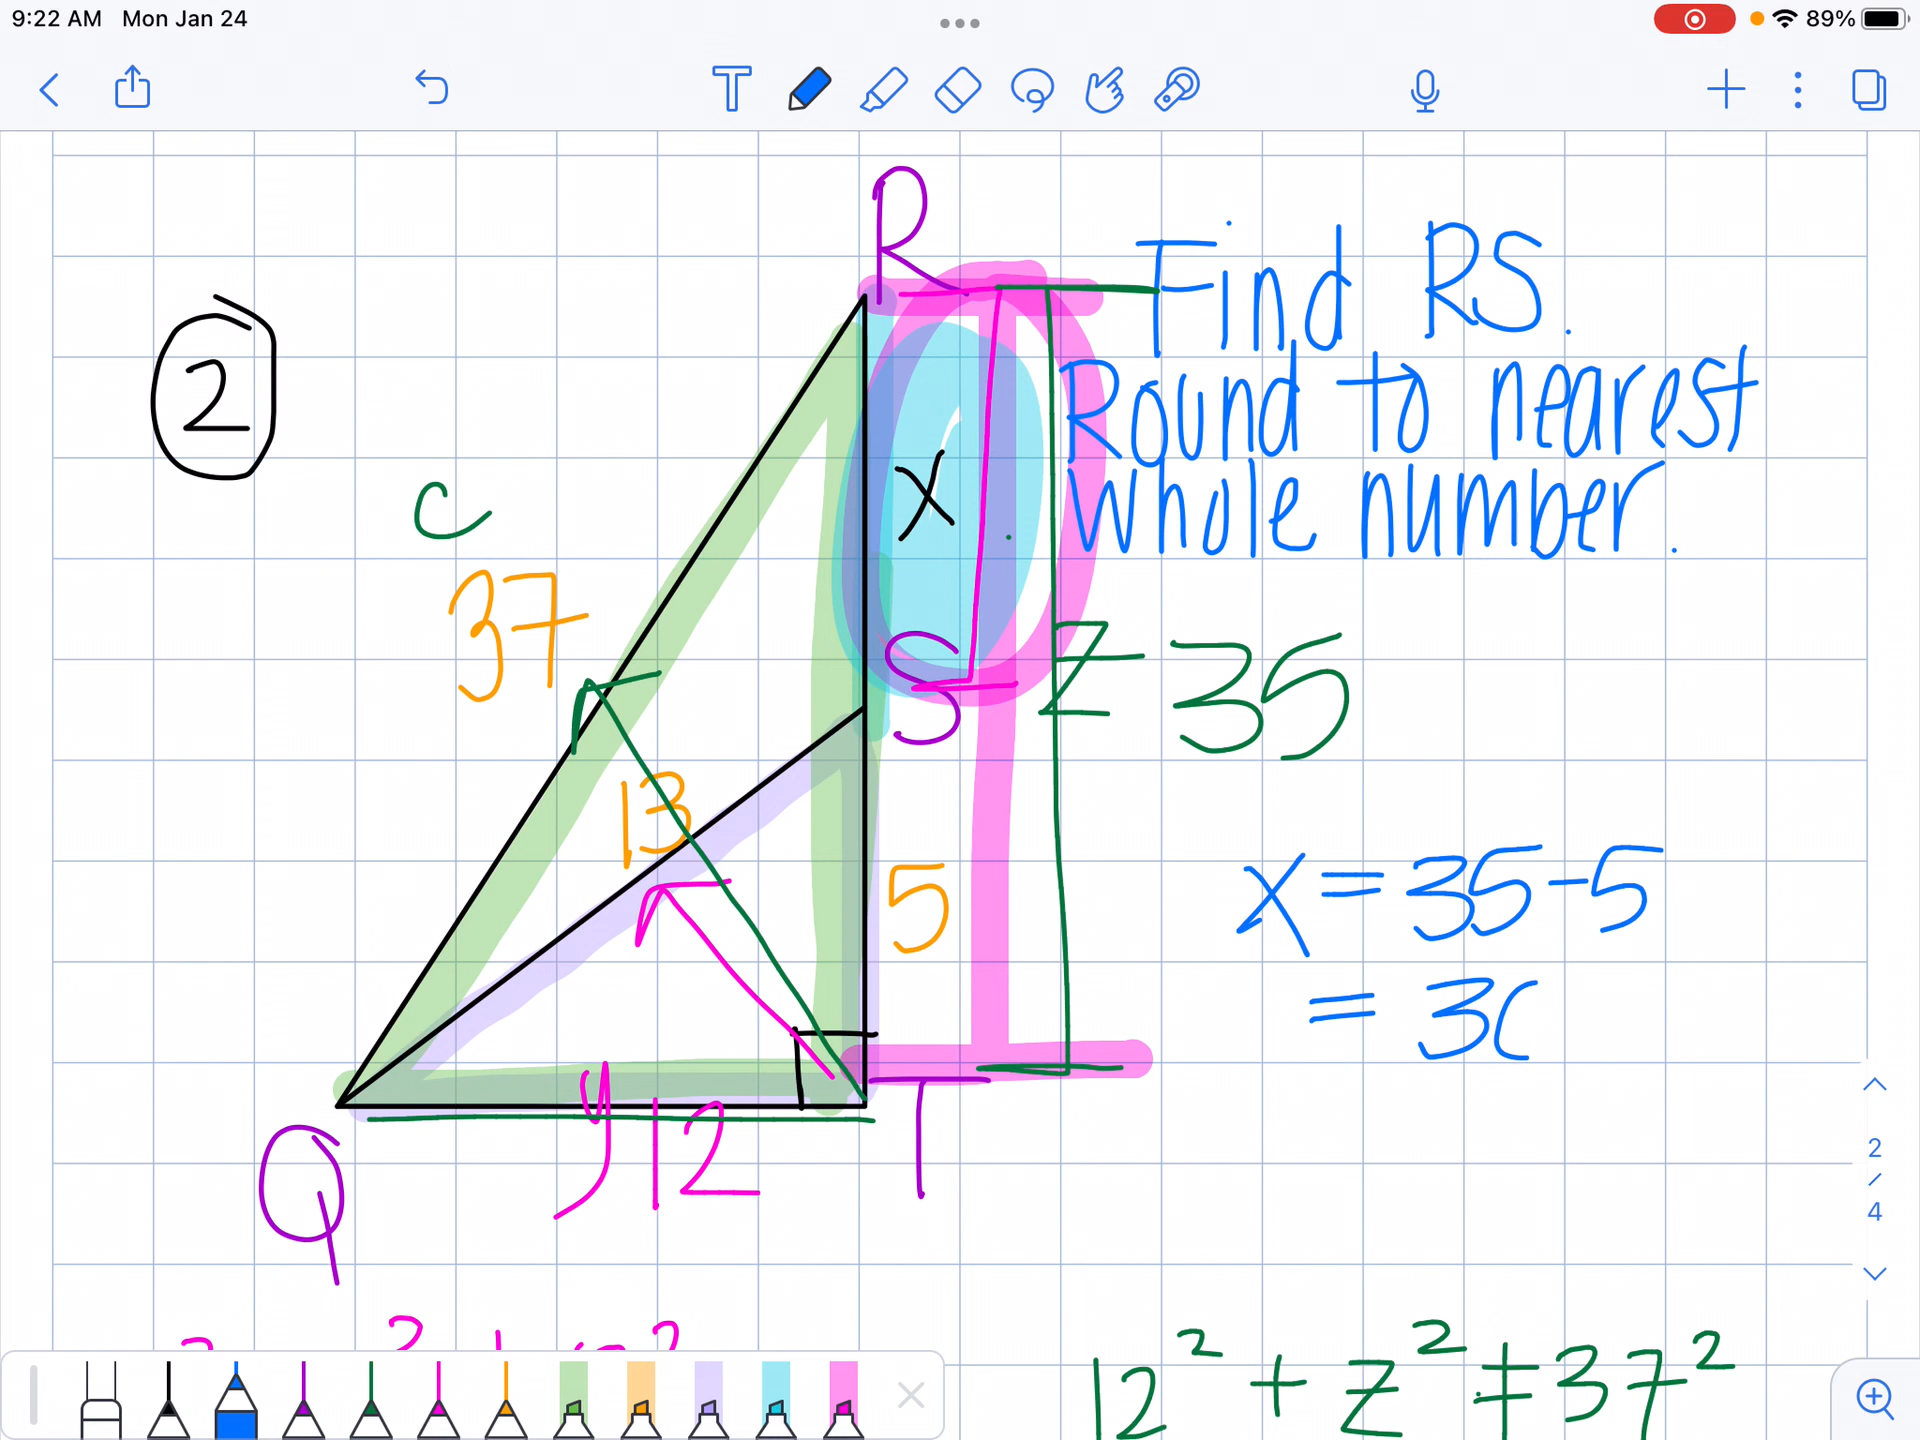 9:22 AM Mon Jan 24
89%
R
Find RS.
Round to nearest
whole number.
2
x
c
37
S
z 35
13
5
x = 35 - 5
= 3
y 12
T
Q
2
/
4
12² + z² = 37²